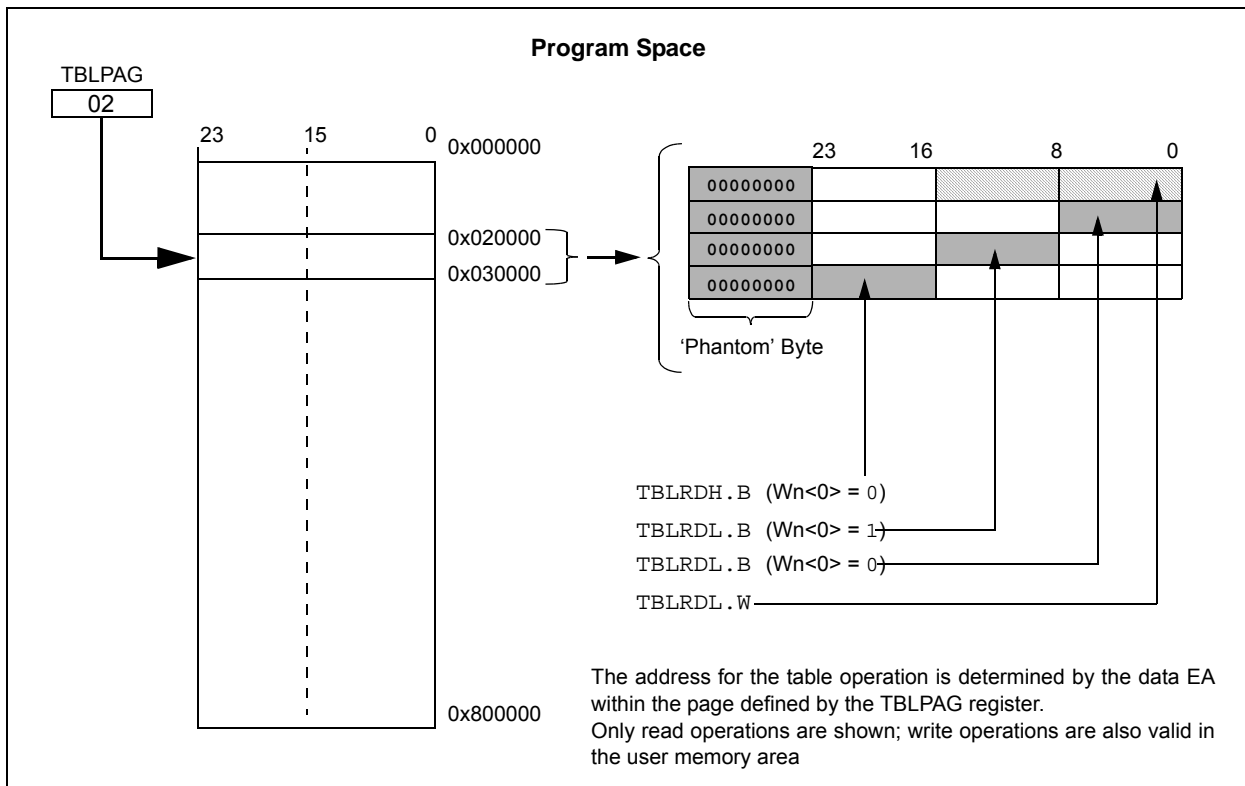 Program Space
TBLPAG
02
23 15 0
0x000000
0x020000
0x030000
0x800000
23 16 8 0
00000000
00000000
00000000
00000000
‘Phantom’ Byte
TBLRDH.B (Wn<0> = 0)
TBLRDL.B (Wn<0> = 1)
TBLRDL.B (Wn<0> = 0)
TBLRDL.W
The address for the table operation is determined by the data EA
within the page defined by the TBLPAG register.
Only read operations are shown; write operations are also valid in
the user memory area